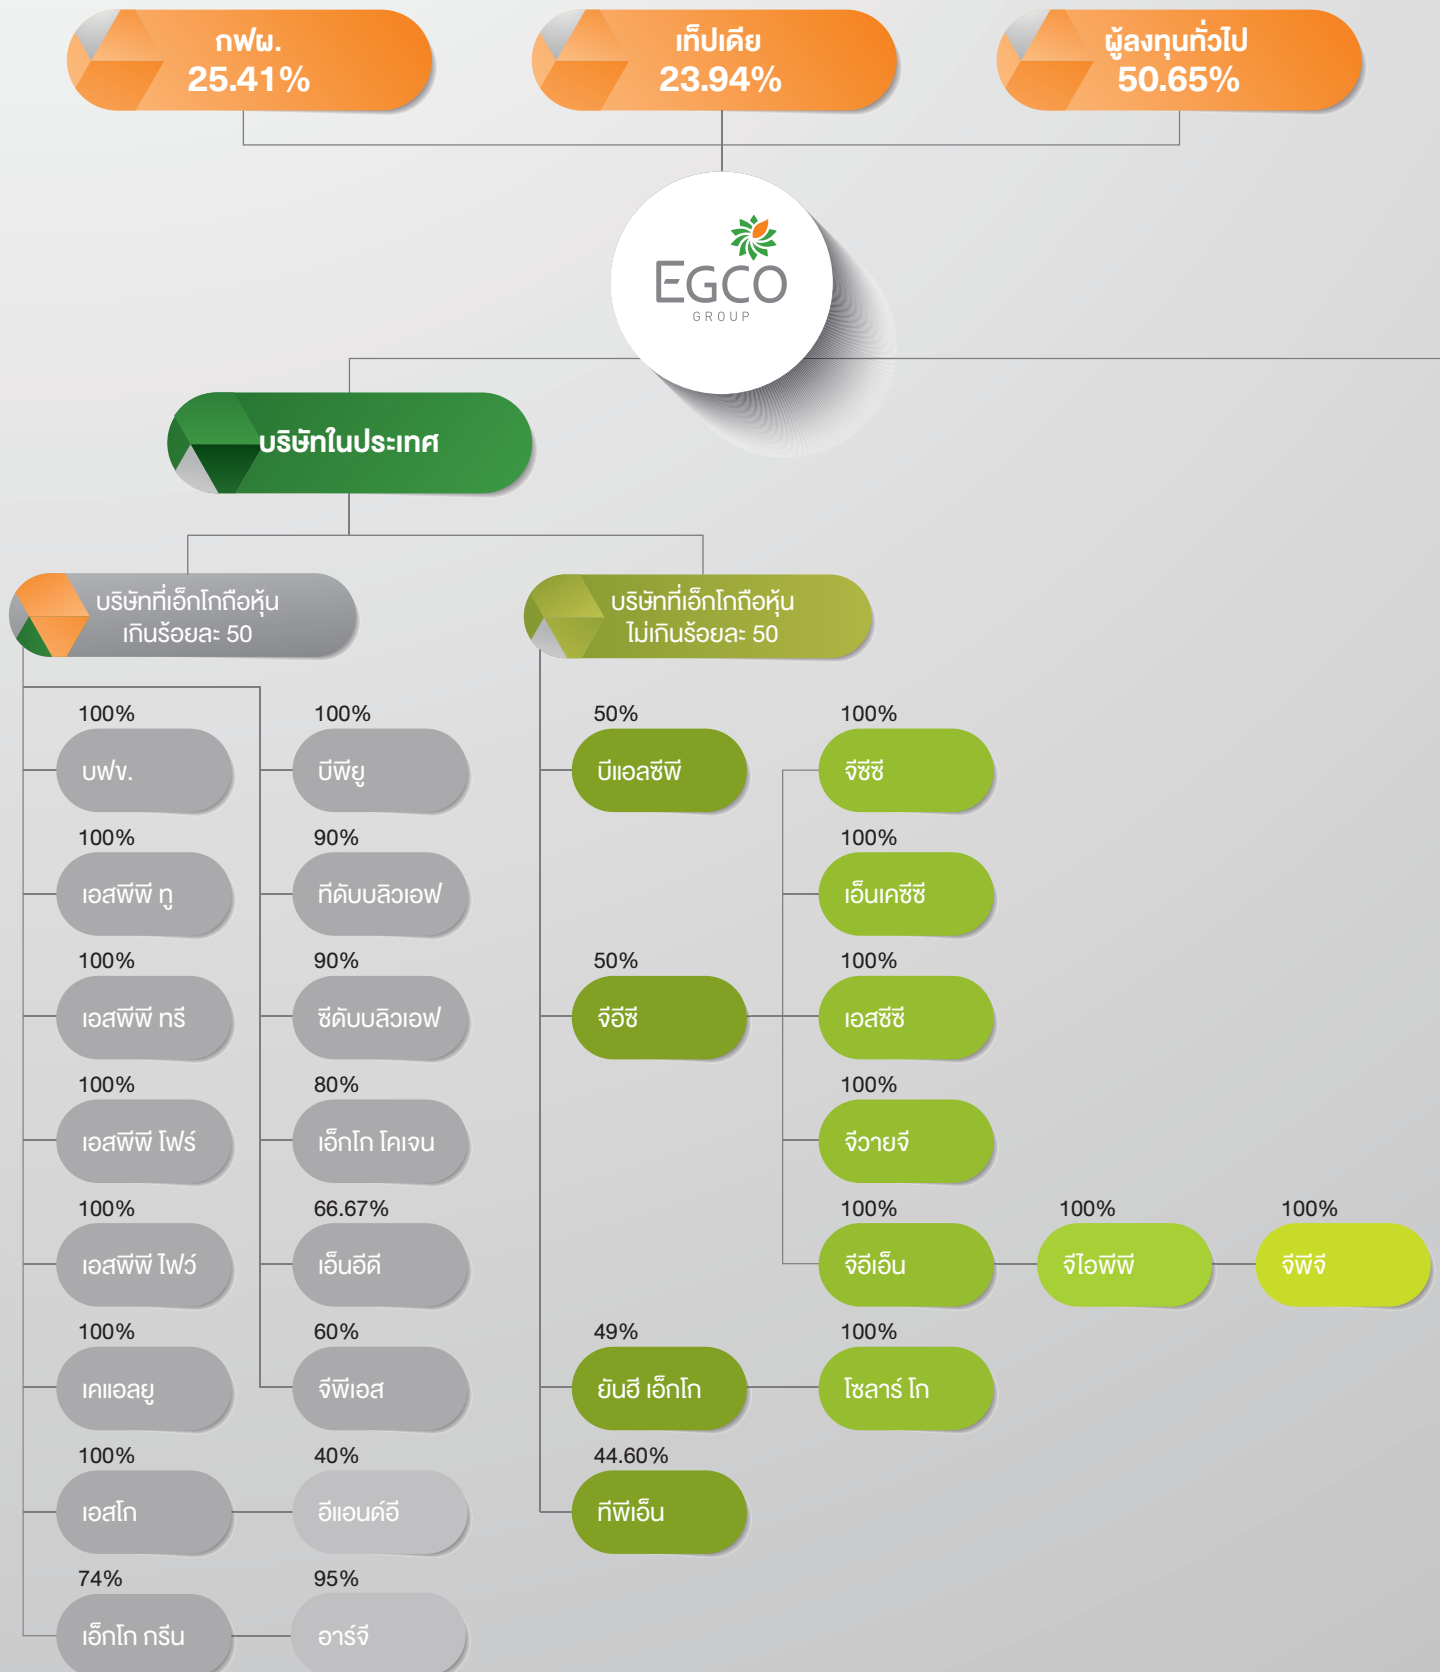 กฟผ.
25.41%
เท็ปเดีย
23.94%
ผู้ลงทุนทั่วไป
50.65%
EGCO
GROUP
บริษัทในประเทศ
บริษัทที่เอ็กโกถือหุ้น
เกินร้อยละ 50
บริษัทที่เอ็กโกถือหุ้น
ไม่เกินร้อยละ 50
100%
บฟข.
100%
เอสพีพี ทู
100%
เอสพีพี ทรี
100%
เอสพีพี โฟร์
100%
เอสพีพี ไฟว์
100%
เคแอลยู
100%
เอสโก
74%
เอ็กโก กรีน
100%
บีพียู
90%
ทีดับบลิวเอฟ
90%
ซีดับบลิวเอฟ
80%
เอ็กโก โคเจน
66.67%
เอ็นอีดี
60%
จีพีเอส
40%
อีแอนด์อี
95%
อาร์จี
50%
บีแอลซีพี
50%
จีอีซี
49%
ยันฮี เอ็กโก
44.60%
ทีพีเอ็น
100%
จีซีซี
100%
เอ็นเคซีซี
100%
เอสซีซี
100%
จีวายจี
100%
จีอีเอ็น
100%
จีไอพีพี
100%
จีพีจี
100%
โซลาร์ โก